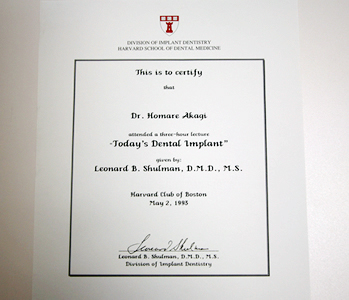 DIVISION OF IMPLANT DENTISTRY
HARVARD SCHOOL OF DENTAL MEDICINE
This is to certify
that
Dr. Homare Akagi
attended a three-hour lecture
"Today's Dental Implant"
given by:
Leonard B. Shulman, D.M.D., M.S.
Harvard Club of Boston
May 2, 1993
Leonard Shulman
Leonard B. Shulman, D.M.D., M.S.
Division of Implant Dentistry